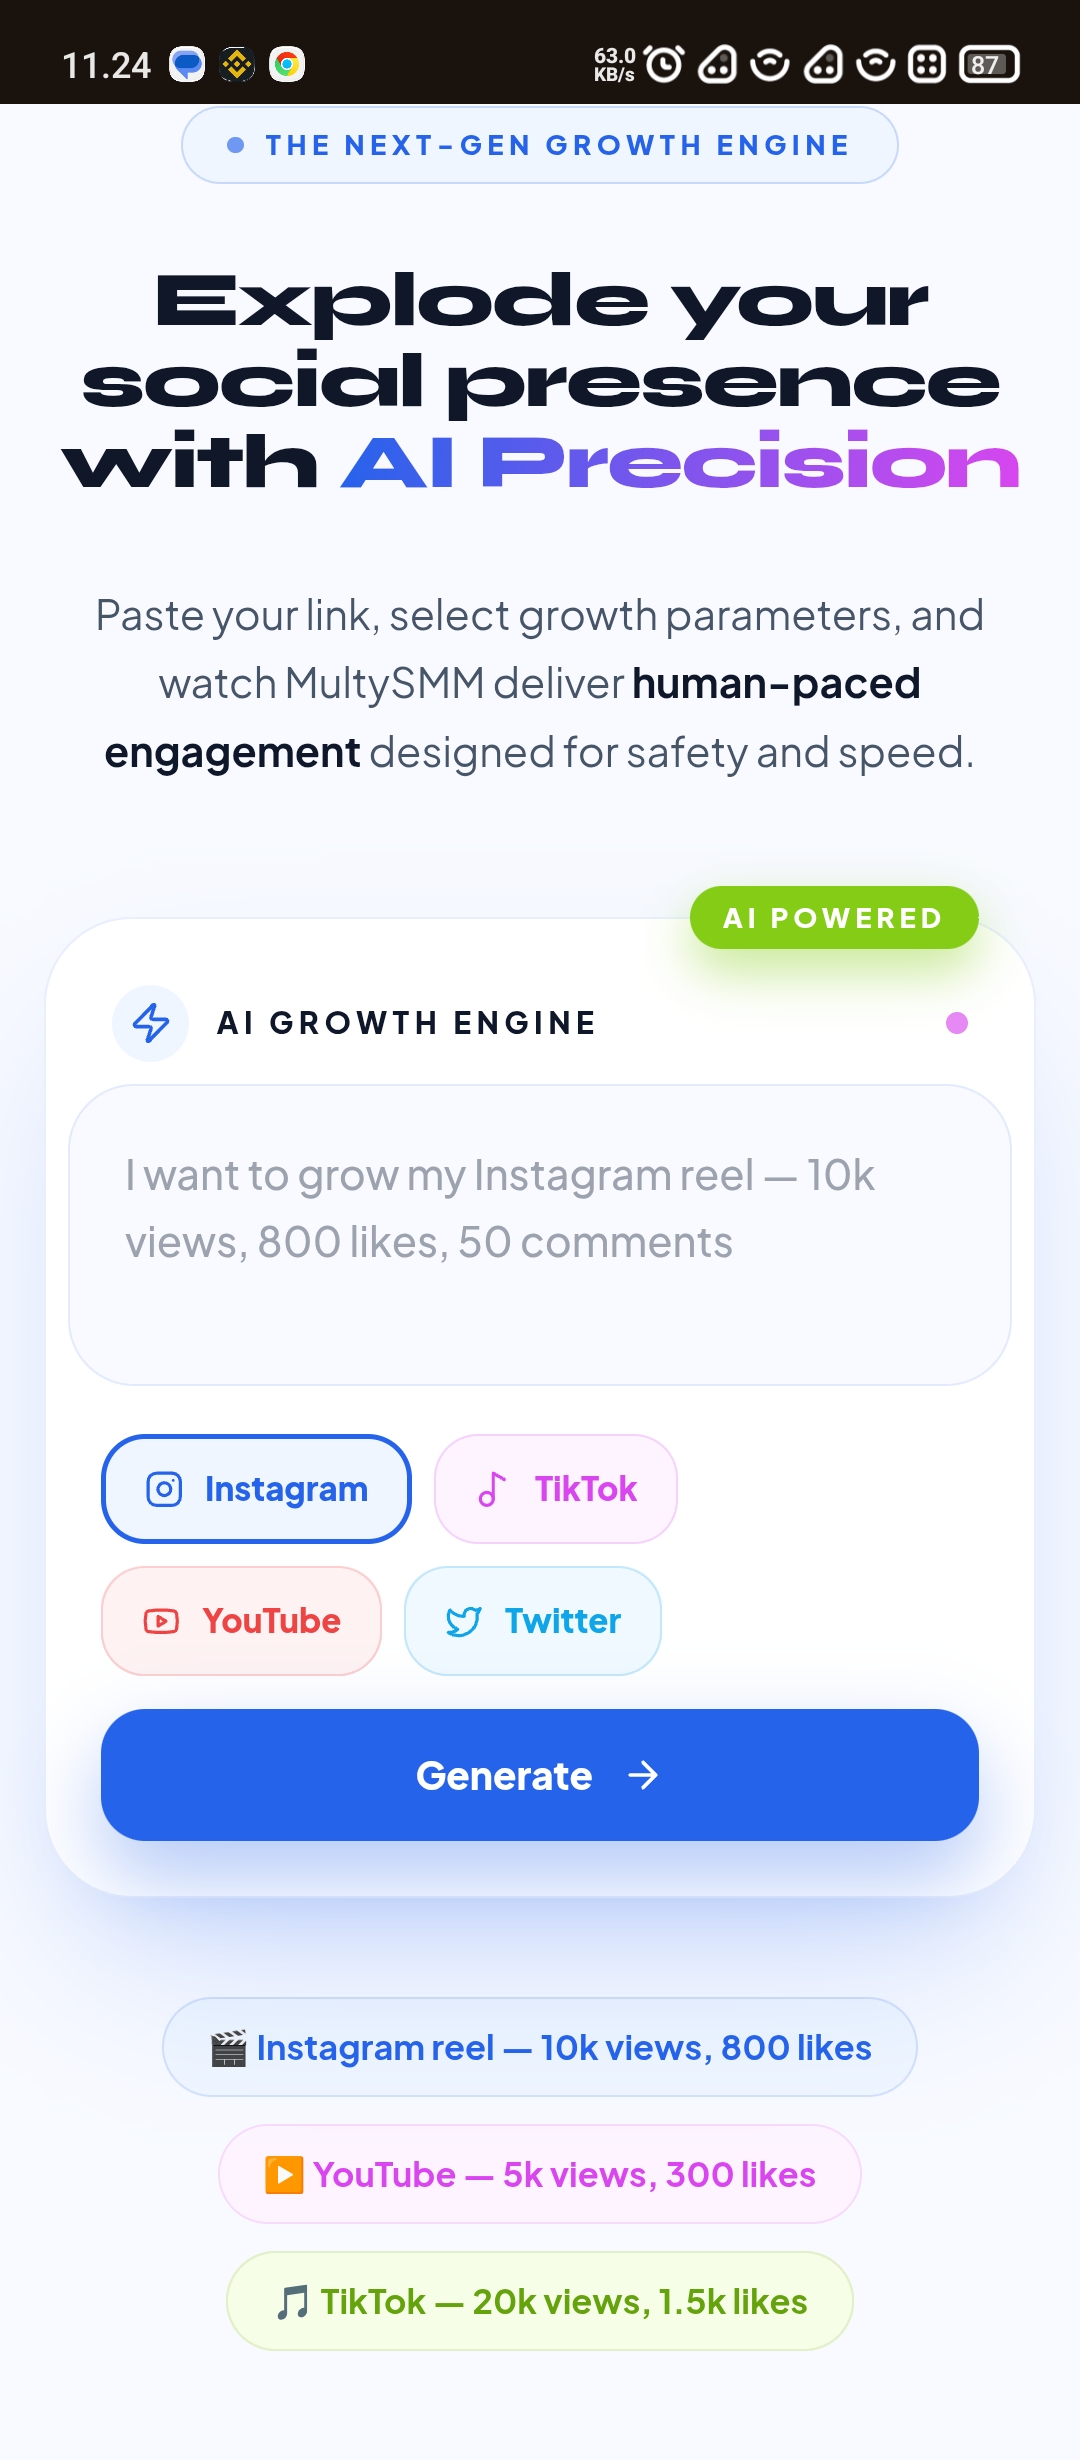 11.24
63.0
KB/s
87
THE NEXT-GEN GROWTH ENGINE
Explode your
social presence
with AI Precision
Paste your link, select growth parameters, and
watch MultySMM deliver human-paced
engagement designed for safety and speed.
AI POWERED
AI GROWTH ENGINE
I want to grow my Instagram reel — 10k
views, 800 likes, 50 comments
Instagram
TikTok
YouTube
Twitter
Generate →
🎬 Instagram reel — 10k views, 800 likes
▶️ YouTube — 5k views, 300 likes
🎵 TikTok — 20k views, 1.5k likes